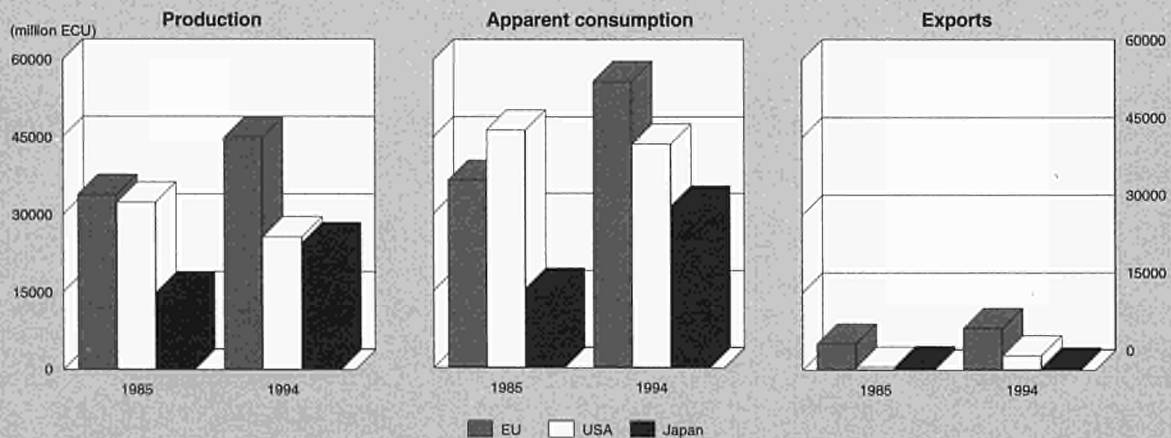 Production
Apparent consumption
Exports
(million ECU)
60000
45000
30000
15000
0
1985
1994
1985
1994
60000
45000
30000
15000
0
1985
1994
EU
USA
Japan